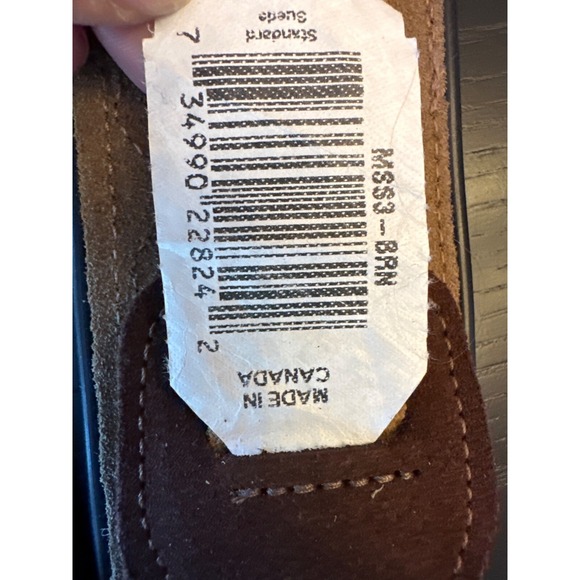 Standard
Suede
7 34990 22824 2
MSS3-BRN
MADE IN
CANADA